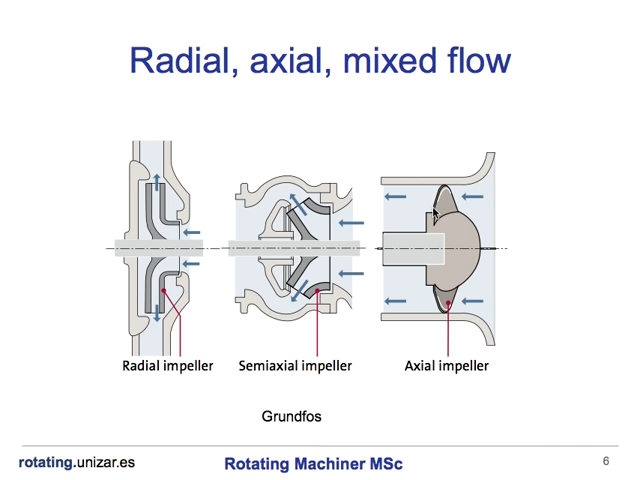 Radial, axial, mixed flow
Radial impeller
Semiaxial impeller
Axial impeller
Grundfos
rotating.unizar.es
Rotating Machiner MSc
6